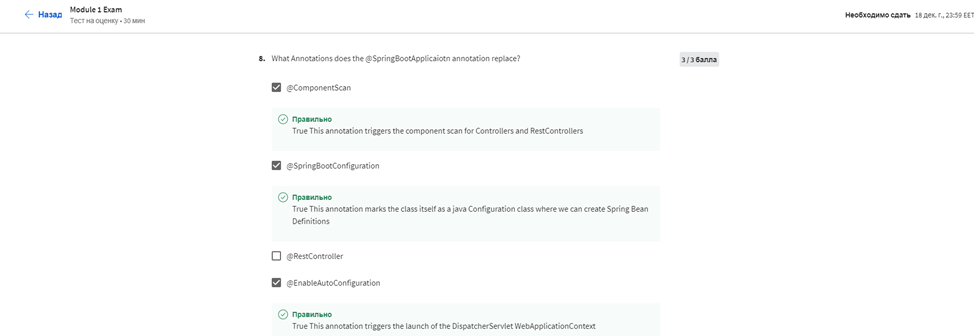 Назад
Module 1 Exam
Тест на оценку • 30 мин
Необходимо сдать 18 дек. г., 23:59 EET
8. What Annotations does the @SpringBootApplicaiotn annotation replace?
3 / 3 балла
@ComponentScan
Правильно
True This annotation triggers the component scan for Controllers and RestControllers
@SpringBootConfiguration
Правильно
True This annotation marks the class itself as a java Configuration class where we can create Spring Bean
Definitions
@RestController
@EnableAutoConfiguration
Правильно
True This annotation triggers the launch of the DispatcherServlet WebApplicationContext